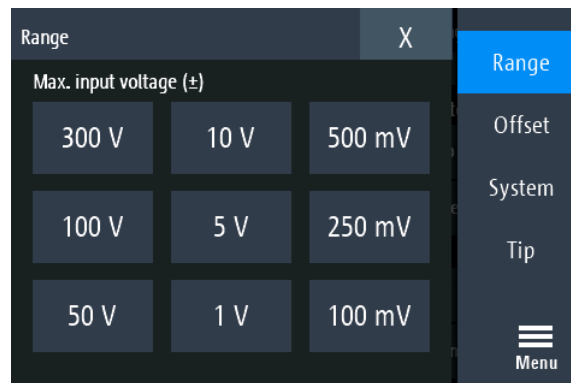 Range X
Max. input voltage (±)
300 V 10 V 500 mV
100 V 5 V 250 mV
50 V 1 V 100 mV
Range
Offset
System
Tip
Menu